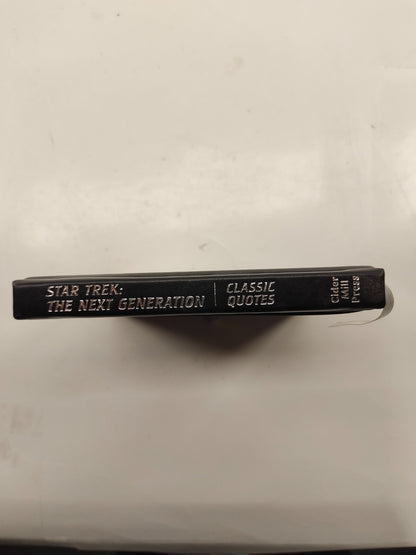 STAR TREK:
THE NEXT GENERATION
CLASSIC
QUOTES
Cider
Mill
Press